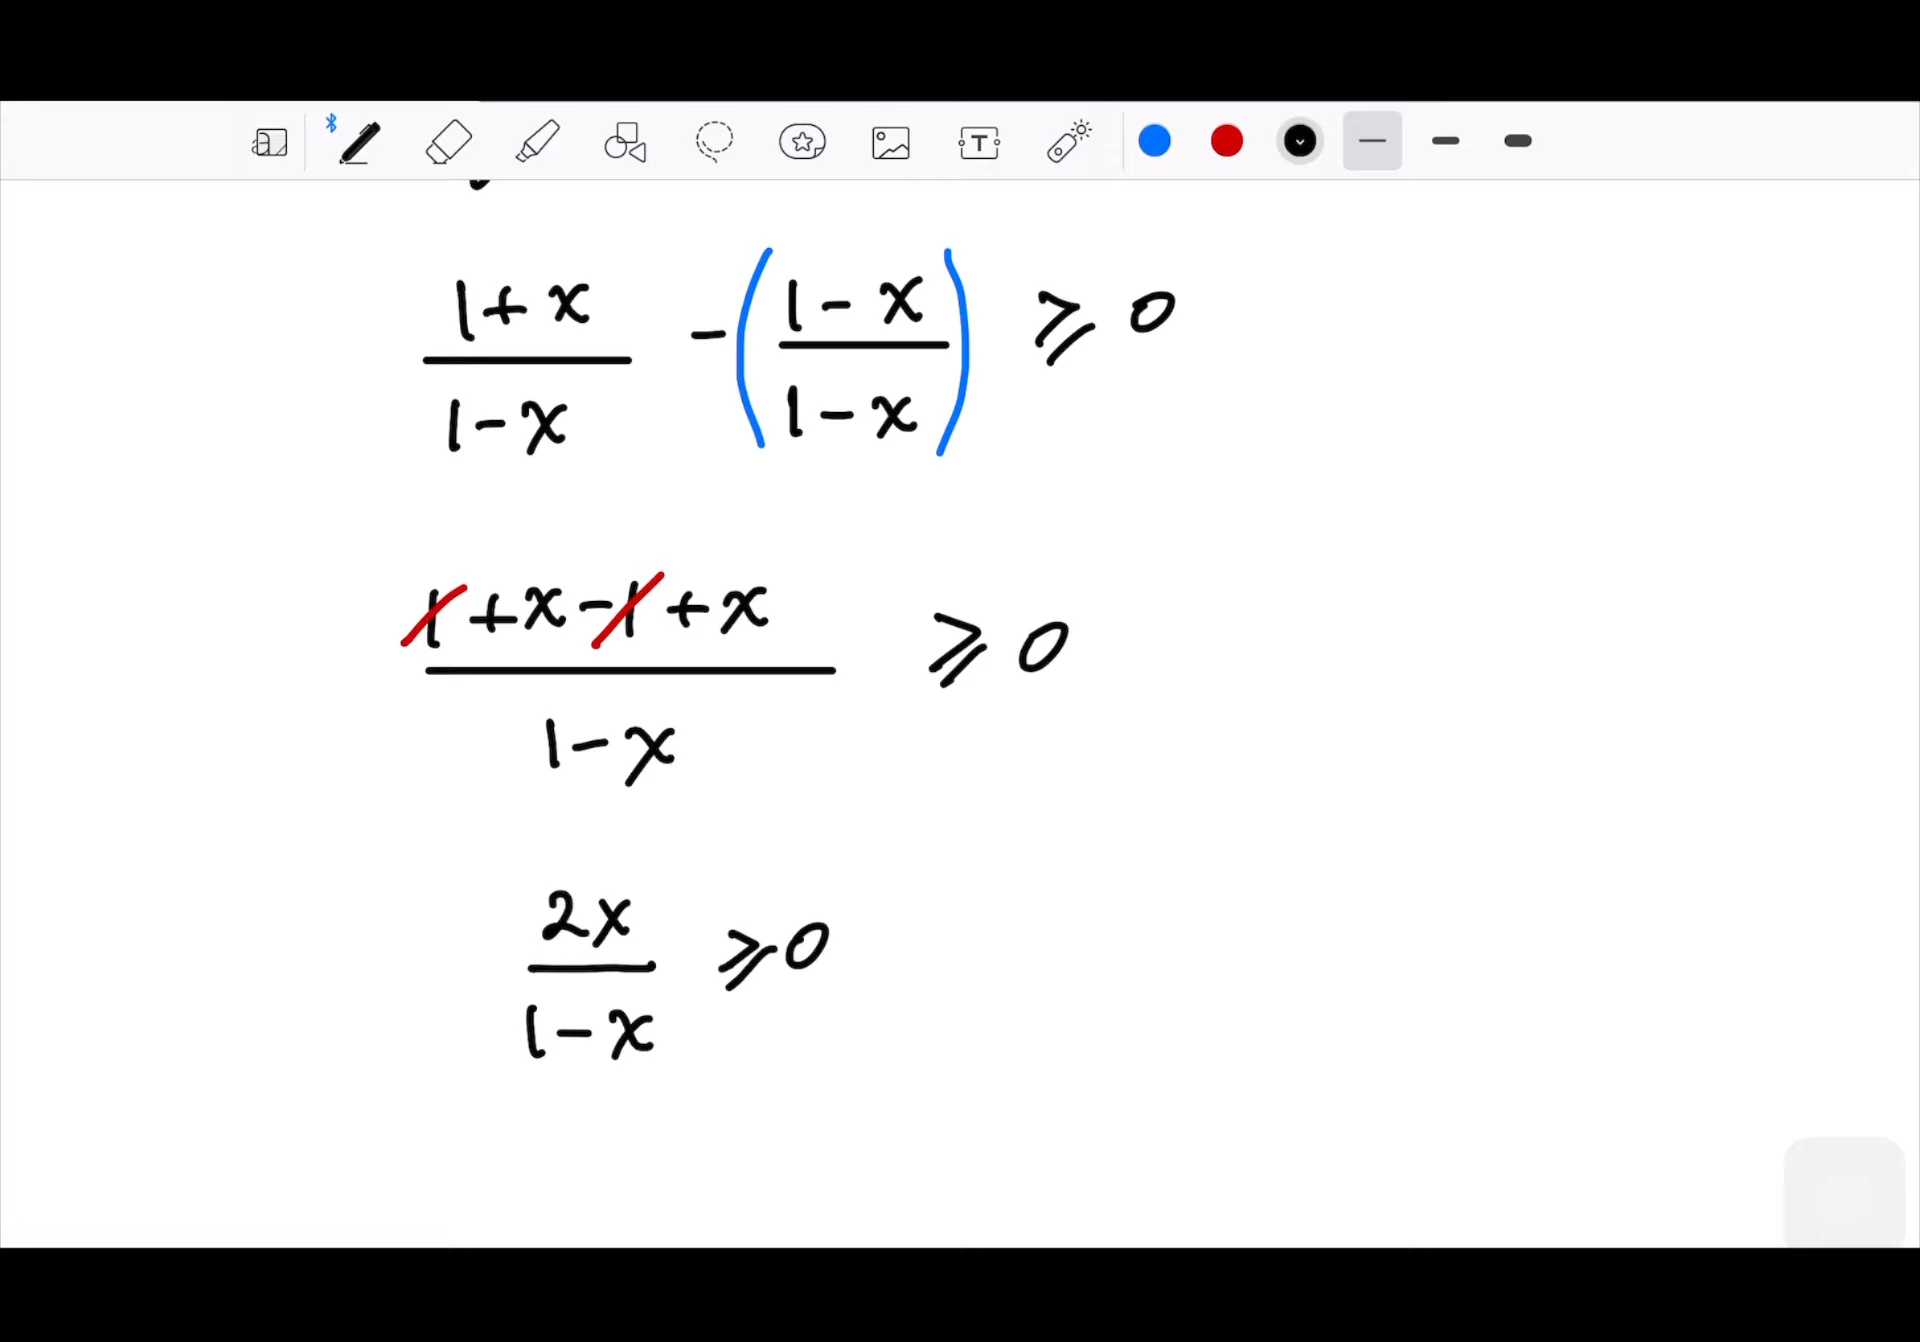 1+x/1-x - (1-x/1-x) ≥ 0
1+x-1+x/1-x ≥ 0
2x/1-x ≥ 0